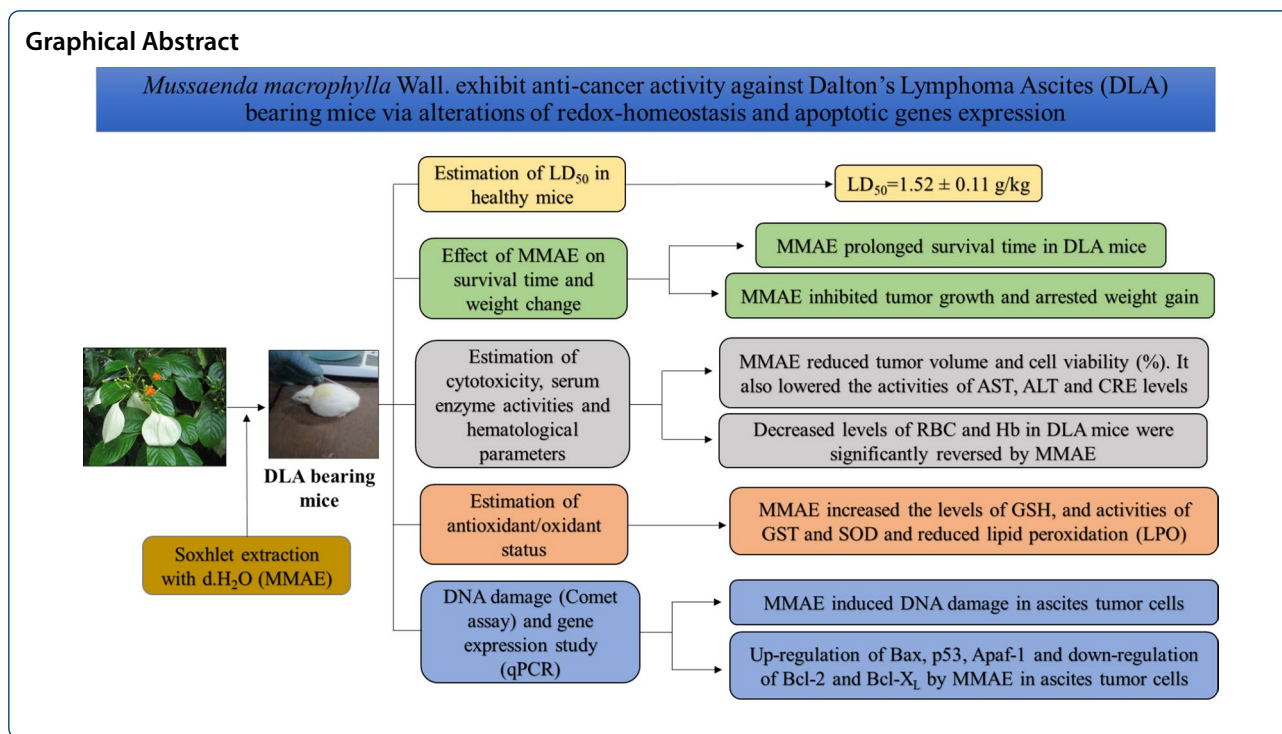 Graphical Abstract
Mussaenda macrophylla Wall. exhibit anti-cancer activity against Dalton's Lymphoma Ascites (DLA)
bearing mice via alterations of redox-homeostasis and apoptotic genes expression
Estimation of LD50 in
healthy mice
LD50=1.52 ± 0.11 g/kg
Effect of MMAE on
survival time and
weight change
MMAE prolonged survival time in DLA mice
MMAE inhibited tumor growth and arrested weight gain
DLA bearing
mice
Soxhlet extraction
with d.H2O (MMAE)
Estimation of
cytotoxicity, serum
enzyme activities and
hematological
parameters
MMAE reduced tumor volume and cell viability (%). It
also lowered the activities of AST, ALT and CRE levels
Decreased levels of RBC and Hb in DLA mice were
significantly reversed by MMAE
Estimation of
antioxidant/oxidant
status
MMAE increased the levels of GSH, and activities of
GST and SOD and reduced lipid peroxidation (LPO)
DNA damage (Comet
assay) and gene
expression study
(qPCR)
MMAE induced DNA damage in ascites tumor cells
Up-regulation of Bax, p53, Apaf-1 and down-regulation
of Bcl-2 and Bcl-XL by MMAE in ascites tumor cells